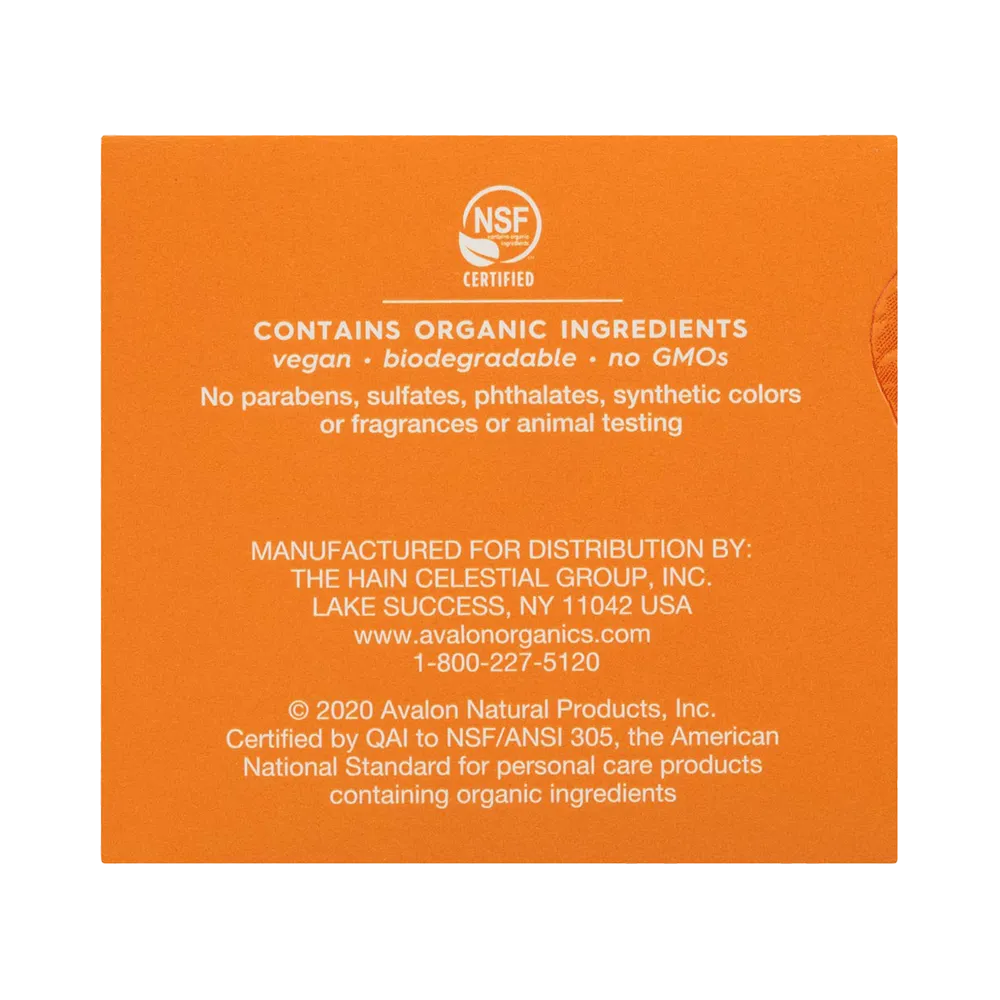 NSF
contains organic
ingredients
CERTIFIED
CONTAINS ORGANIC INGREDIENTS
vegan • biodegradable • no GMOs
No parabens, sulfates, phthalates, synthetic colors
or fragrances or animal testing
MANUFACTURED FOR DISTRIBUTION BY:
THE HAIN CELESTIAL GROUP, INC.
LAKE SUCCESS, NY 11042 USA
www.avalonorganics.com
1-800-227-5120
© 2020 Avalon Natural Products, Inc.
Certified by QAI to NSF/ANSI 305, the American
National Standard for personal care products
containing organic ingredients